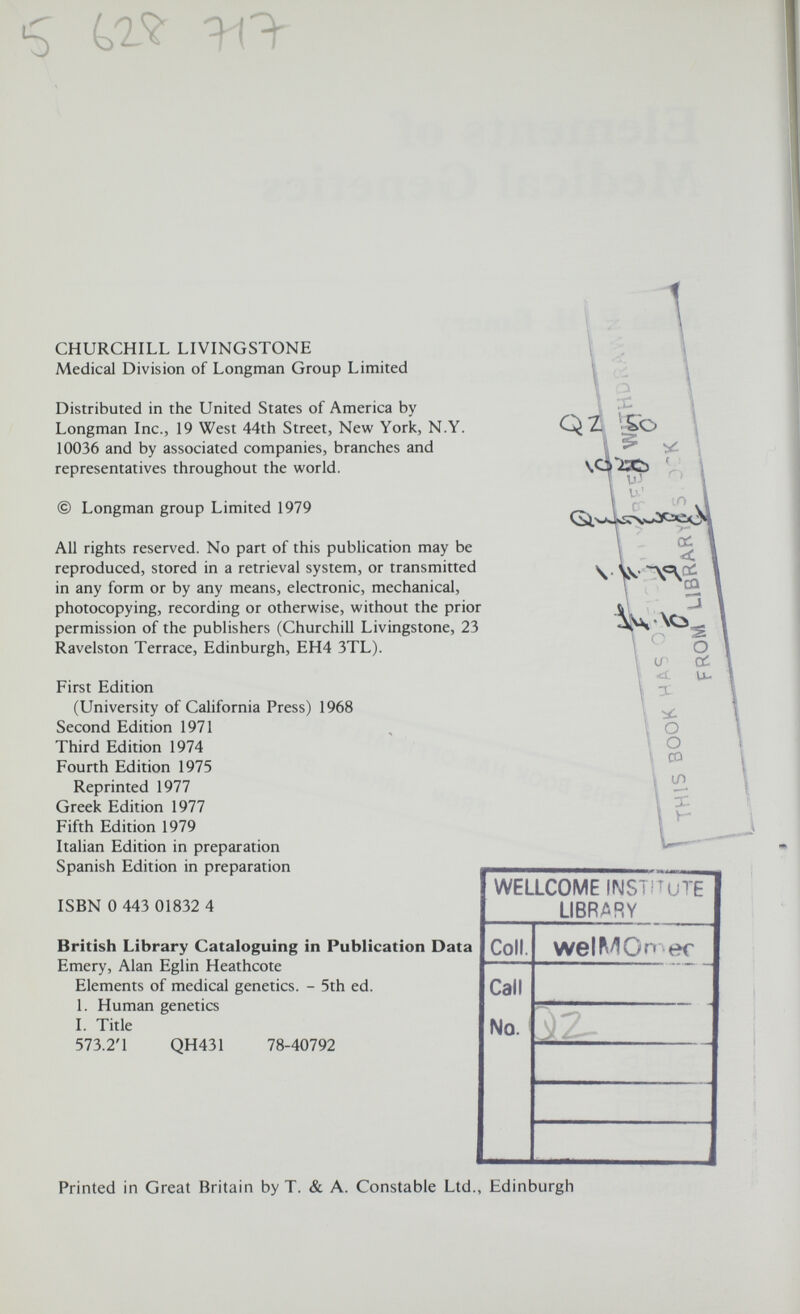 5 628 717
CHURCHILL LIVINGSTONE
Medical Division of Longman Group Limited
Distributed in the United States of America by
Longman Inc., 19 West 44th Street, New York, N.Y.
10036 and by associated companies, branches and
representatives throughout the world.
© Longman group Limited 1979
All rights reserved. No part of this publication may be
reproduced, stored in a retrieval system, or transmitted
in any form or by any means, electronic, mechanical,
photocopying, recording or otherwise, without the prior
permission of the publishers (Churchill Livingstone, 23
Ravelston Terrace, Edinburgh, EH4 3TL).
First Edition
(University of California Press) 1968
Second Edition 1971
Third Edition 1974
Fourth Edition 1975
Reprinted 1977
Greek Edition 1977
Fifth Edition 1979
Italian Edition in preparation
Spanish Edition in preparation
ISBN 0 443 01832 4
British Library Cataloguing in Publication Data
Emery, Alan Eglin Heathcote
Elements of medical genetics. – 5th ed.
1. Human genetics
I. Title
573.2'1 QH431 78-40792
QZ 50
THIS BOOK HAS
FROM LIBRARY
WELLCOME INSTITUTE
LIBRARY
Coll. welMOmec
Call
No. QZ
Printed in Great Britain by T. & A. Constable Ltd., Edinburgh